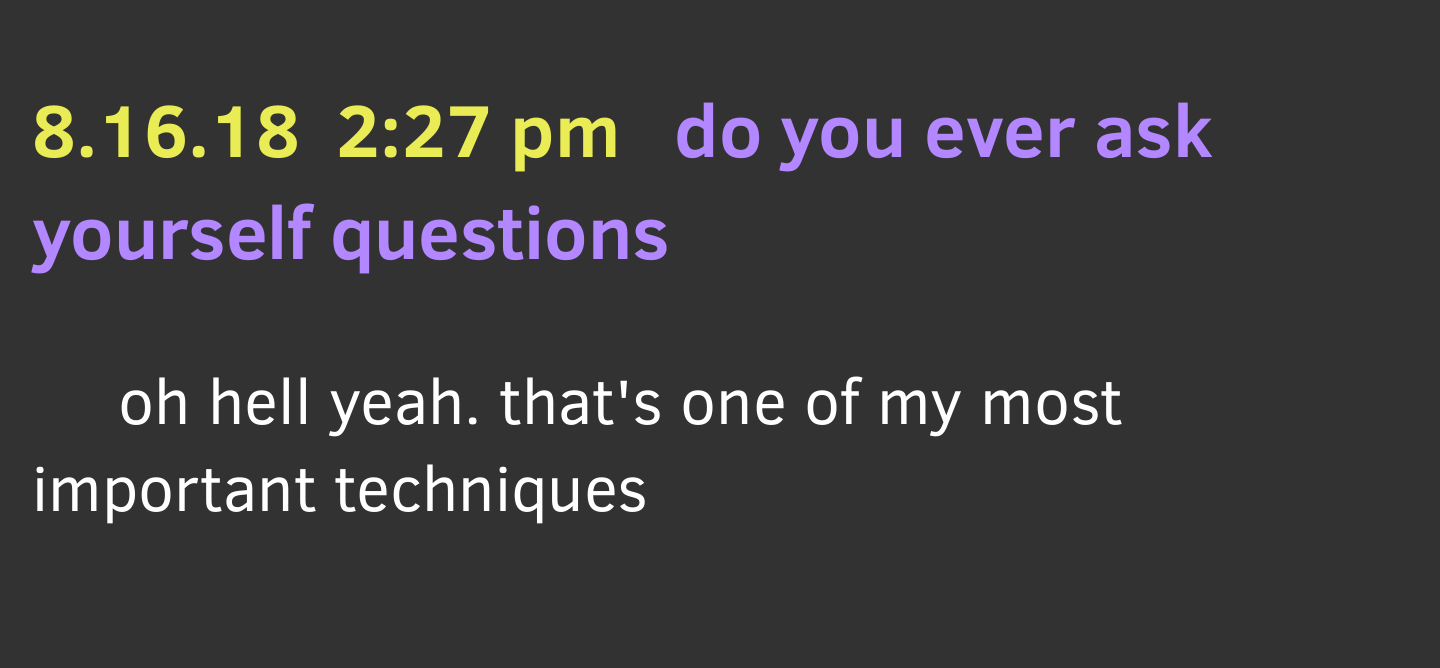 8.16.18  2:27 pm   do you ever ask
yourself questions
oh hell yeah. that's one of my most
important techniques